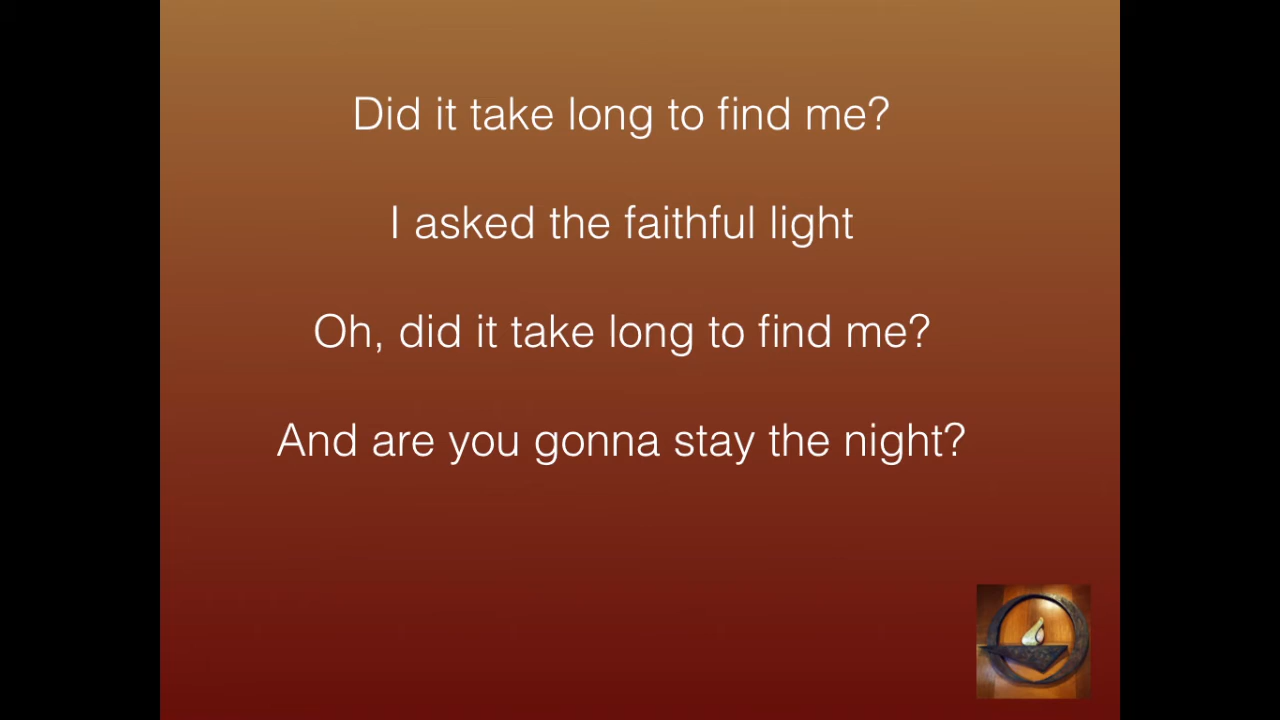 Did it take long to find me?
I asked the faithful light
Oh, did it take long to find me?
And are you gonna stay the night?